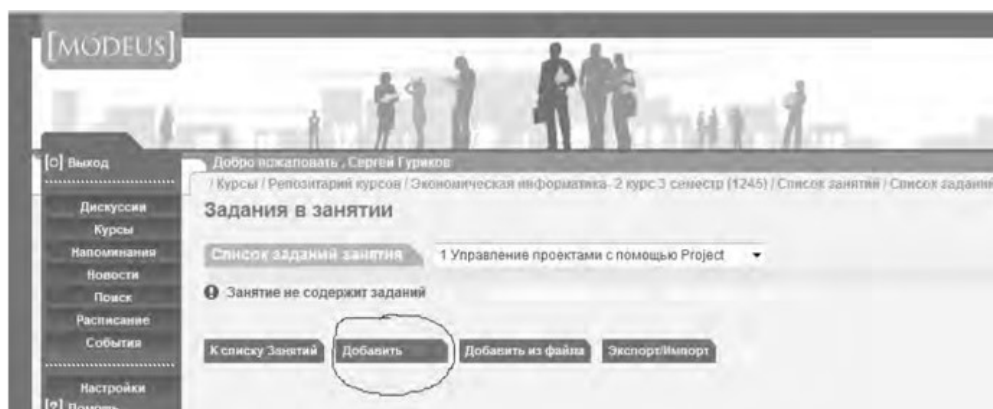 [MODEUS]
[о] Выход
Добро пожаловать , Сергей Гуриков
/ Курсы / Репозитарий курсов / Экономическая информатика- 2 курс 3 семестр (1245) / Список занятий / Список заданий
Дискуссии
Курсы
Напоминания
Новости
Поиск
Расписание
События
Настройки
[?] Помощь
Задания в занятии
Список заданий занятия
1 Управление проектами с помощью Project
Занятие не содержит заданий
К списку Занятий
Добавить
Добавить из файла
Экспорт/Импорт